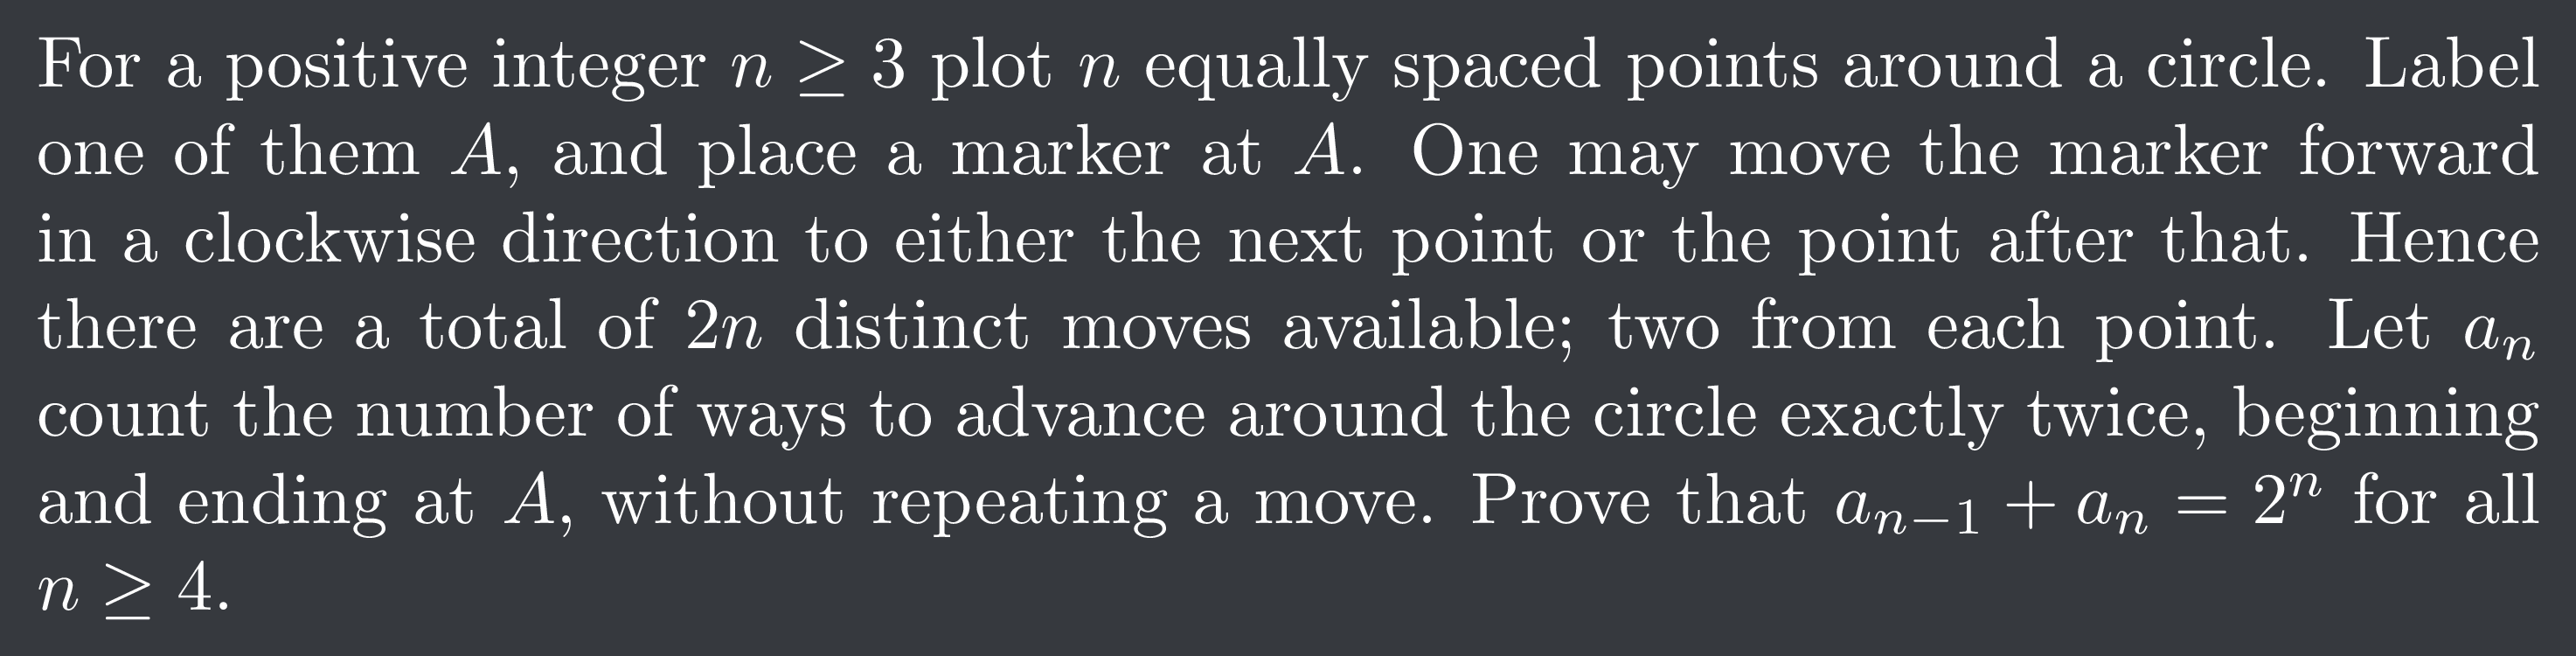 For a positive integer n ≥ 3 plot n equally spaced points around a circle. Label
one of them A, and place a marker at A. One may move the marker forward
in a clockwise direction to either the next point or the point after that. Hence
there are a total of 2n distinct moves available; two from each point. Let aₙ
count the number of ways to advance around the circle exactly twice, beginning
and ending at A, without repeating a move. Prove that aₙ₋₁ + aₙ = 2ⁿ for all
n ≥ 4.